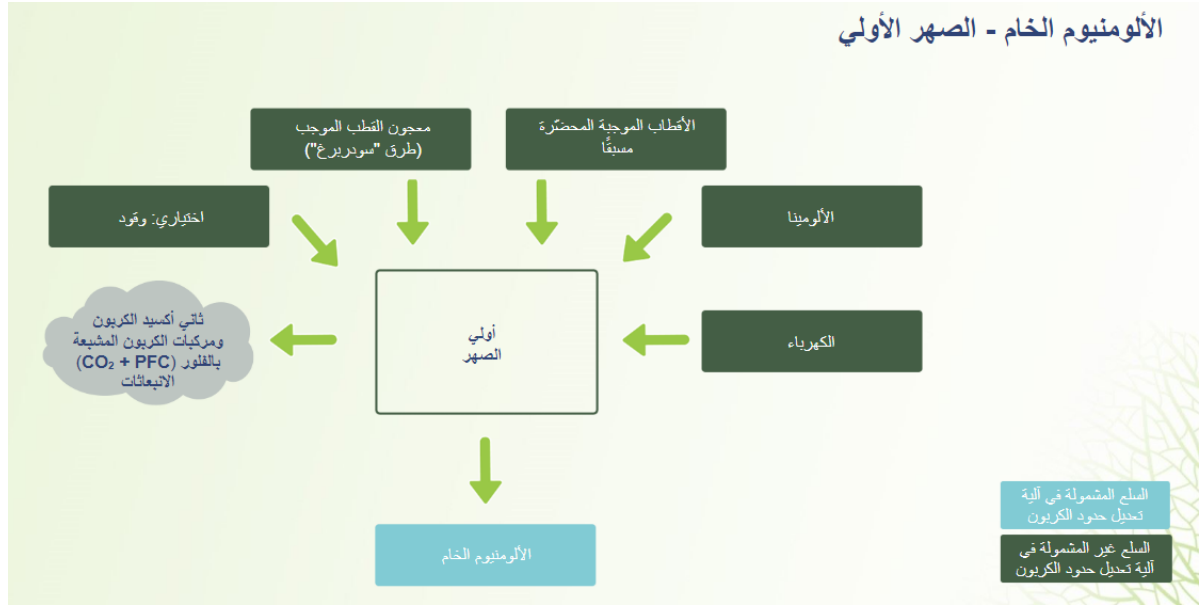 الألومنيوم الخام - الصهر الأولي
الأقطاب الموجبة المحضّرة
مسبقًا
معجون القطب الموجب
(طرق "سودربرغ")
الألومينا
اختياري: وقود
أولي
الصهر
الكهرباء
ثاني أكسيد الكربون
ومركبات الكربون المشبعة
بالفلور (CO₂ + PFC)
الانبعاثات
الألومنيوم الخام
السلع المشمولة في آلية
تعديل حدود الكربون
السلع غير المشمولة في
آلية تعديل حدود الكربون